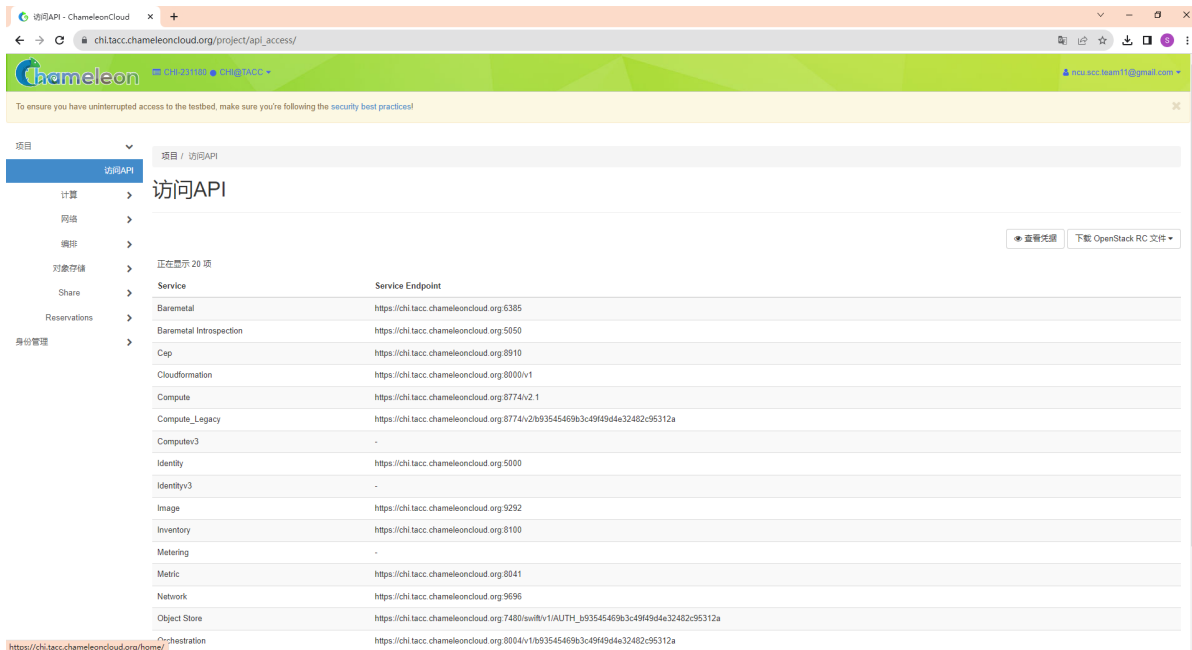 访问API - ChameleonCloud
chi.tacc.chameleoncloud.org/project/api_access/
S
Chameleon
CHI-231180 CHI@TACC
ncu.scc.team11@gmail.com
To ensure you have uninterrupted access to the testbed, make sure you're following the security best practices!
项目
访问API
计算
网络
编排
对象存储
Share
Reservations
身份管理
项目 / 访问API
访问API
查看凭据
下载 OpenStack RC 文件
正在显示 20 项
Service Service Endpoint
Baremetal https://chi.tacc.chameleoncloud.org:6385
Baremetal Introspection https://chi.tacc.chameleoncloud.org:5050
Cep https://chi.tacc.chameleoncloud.org:8910
Cloudformation https://chi.tacc.chameleoncloud.org:8000/v1
Compute https://chi.tacc.chameleoncloud.org:8774/v2.1
Compute_Legacy https://chi.tacc.chameleoncloud.org:8774/v2/b93545469b3c49f49d4e32482c95312a
Computev3 -
Identity https://chi.tacc.chameleoncloud.org:5000
Identityv3 -
Image https://chi.tacc.chameleoncloud.org:9292
Inventory https://chi.tacc.chameleoncloud.org:8100
Metering -
Metric https://chi.tacc.chameleoncloud.org:8041
Network https://chi.tacc.chameleoncloud.org:9696
Object Store https://chi.tacc.chameleoncloud.org:7480/swift/v1/AUTH_b93545469b3c49f49d4e32482c95312a
Orchestration https://chi.tacc.chameleoncloud.org:8004/v1/b93545469b3c49f49d4e32482c95312a
https://chi.tacc.chameleoncloud.org/home/